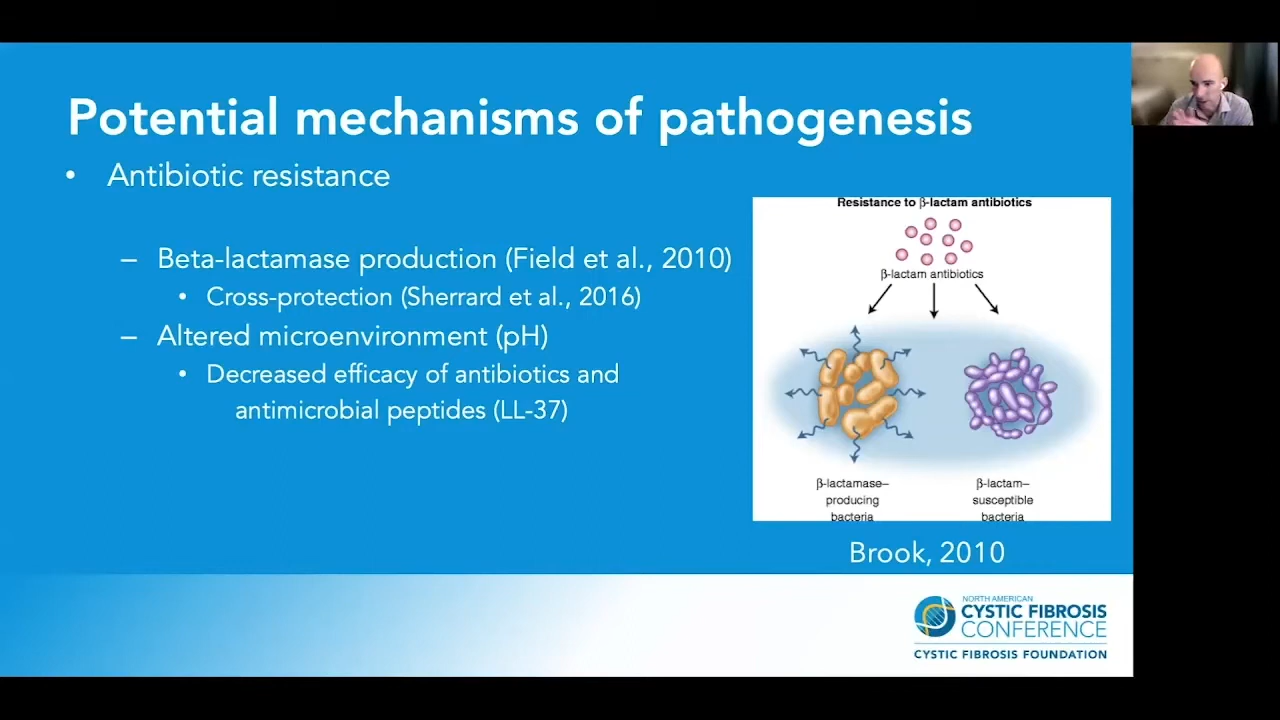 Potential mechanisms of pathogenesis
• Antibiotic resistance
– Beta-lactamase production (Field et al., 2010)
• Cross-protection (Sherrard et al., 2016)
– Altered microenvironment (pH)
• Decreased efficacy of antibiotics and
antimicrobial peptides (LL-37)
Resistance to β-lactam antibiotics
β-lactam antibiotics
β-lactamase–
producing
bacteria
β-lactam–
susceptible
bacteria
Brook, 2010
NORTH AMERICAN
CYSTIC FIBROSIS
CONFERENCE
CYSTIC FIBROSIS FOUNDATION